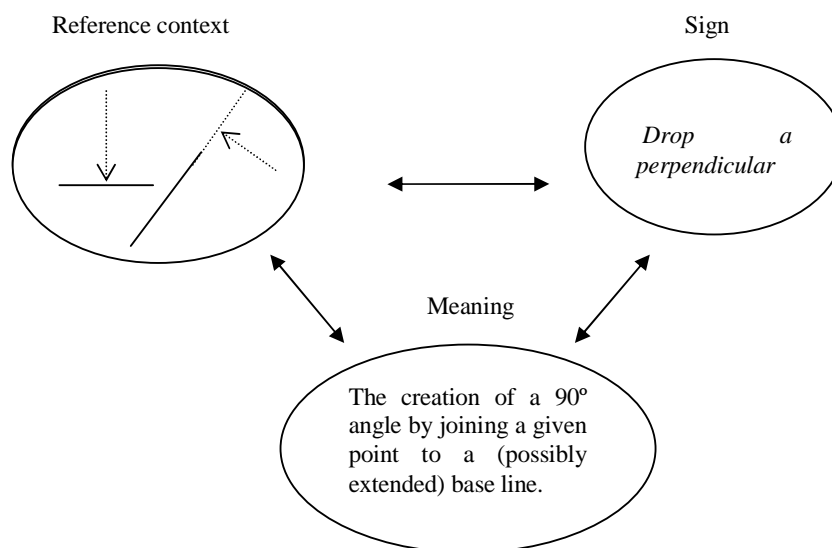 Reference context
Sign
Drop a
perpendicular
Meaning
The creation of a 90º
angle by joining a given
point to a (possibly
extended) base line.